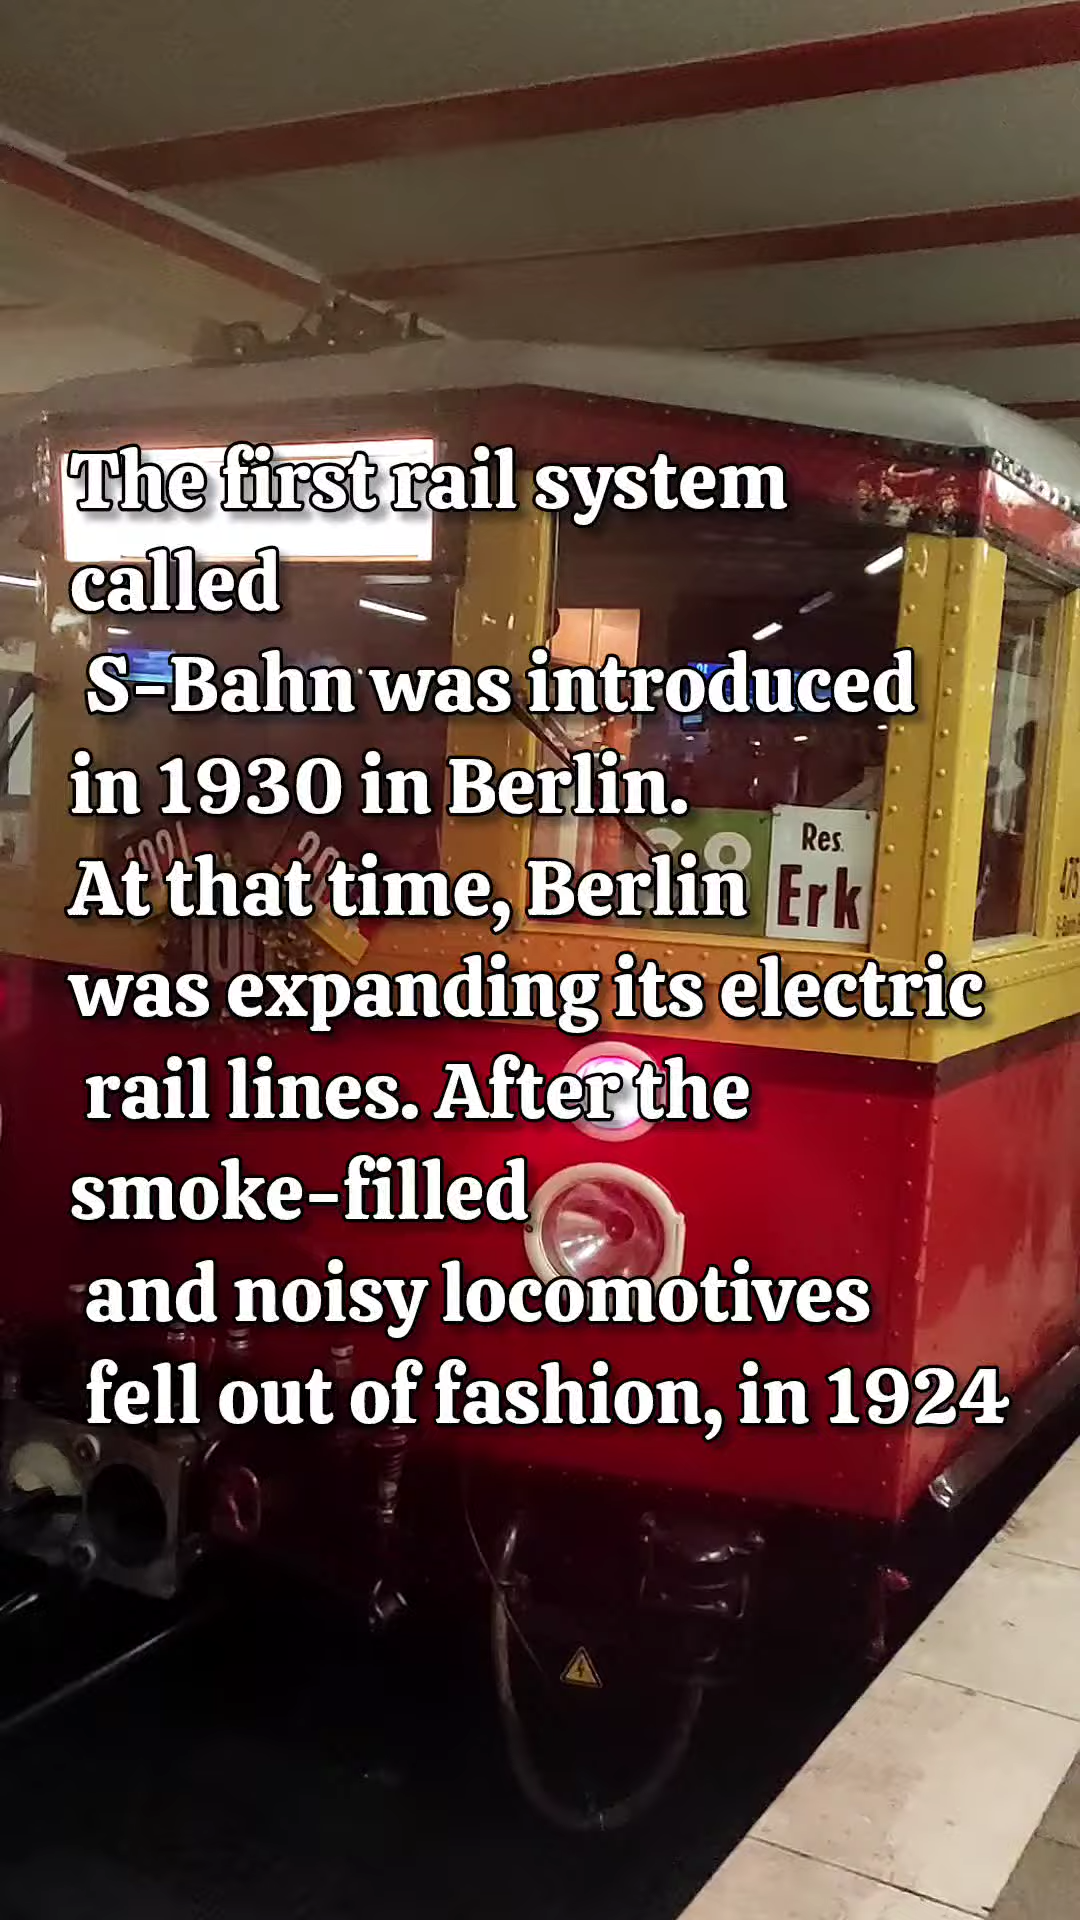 The first rail system
called
S-Bahn was introduced
in 1930 in Berlin.
At that time, Berlin
was expanding its electric
rail lines. After the
smoke-filled
and noisy locomotives
fell out of fashion, in 1924
Res.
Erk